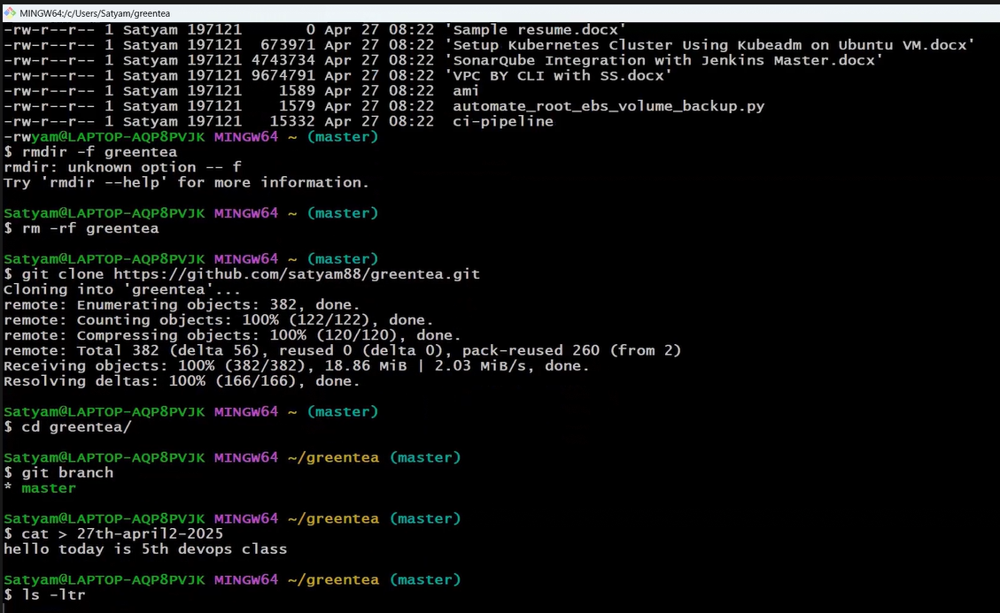 MINGW64:/c/Users/Satyam/greentea
-rw-r--r-- 1 Satyam 197121       0 Apr 27 08:22 'Sample resume.docx'
-rw-r--r-- 1 Satyam 197121  673971 Apr 27 08:22 'Setup Kubernetes Cluster Using Kubeadm on Ubuntu VM.docx'
-rw-r--r-- 1 Satyam 197121 4743734 Apr 27 08:22 'SonarQube Integration with Jenkins Master.docx'
-rw-r--r-- 1 Satyam 197121 9674791 Apr 27 08:22 'VPC BY CLI with SS.docx'
-rw-r--r-- 1 Satyam 197121    1589 Apr 27 08:22  ami
-rw-r--r-- 1 Satyam 197121    1579 Apr 27 08:22  automate_root_ebs_volume_backup.py
-rw-r--r-- 1 Satyam 197121   15332 Apr 27 08:22  ci-pipeline
-rwyam@LAPTOP-AQP8PVJK MINGW64 ~ (master)
$ rmdir -f greentea
rmdir: unknown option -- f
Try 'rmdir --help' for more information.
Satyam@LAPTOP-AQP8PVJK MINGW64 ~ (master)
$ rm -rf greentea
Satyam@LAPTOP-AQP8PVJK MINGW64 ~ (master)
$ git clone https://github.com/satyam88/greentea.git
Cloning into 'greentea'...
remote: Enumerating objects: 382, done.
remote: Counting objects: 100% (122/122), done.
remote: Compressing objects: 100% (120/120), done.
remote: Total 382 (delta 56), reused 0 (delta 0), pack-reused 260 (from 2)
Receiving objects: 100% (382/382), 18.86 MiB | 2.03 MiB/s, done.
Resolving deltas: 100% (166/166), done.
Satyam@LAPTOP-AQP8PVJK MINGW64 ~ (master)
$ cd greentea/
Satyam@LAPTOP-AQP8PVJK MINGW64 ~/greentea (master)
$ git branch
* master
Satyam@LAPTOP-AQP8PVJK MINGW64 ~/greentea (master)
$ cat > 27th-april2-2025
hello today is 5th devops class
Satyam@LAPTOP-AQP8PVJK MINGW64 ~/greentea (master)
$ ls -ltr